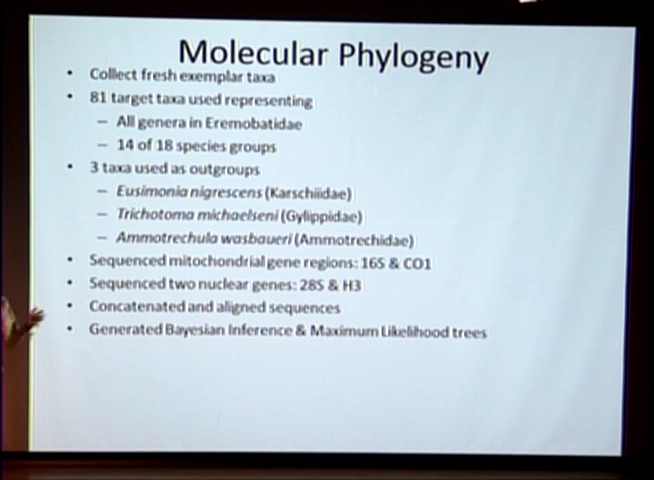 Molecular Phylogeny
• Collect fresh exemplar taxa
• 81 target taxa used representing
– All genera in Eremobatidae
– 14 of 18 species groups
• 3 taxa used as outgroups
– Eusimonia nigrescens (Karschiidae)
– Trichotoma michaelseni (Gylippidae)
– Ammotrechula wasbaueri (Ammotrechidae)
• Sequenced mitochondrial gene regions: 16S & CO1
• Sequenced two nuclear genes: 28S & H3
• Concatenated and aligned sequences
• Generated Bayesian Inference & Maximum Likelihood trees